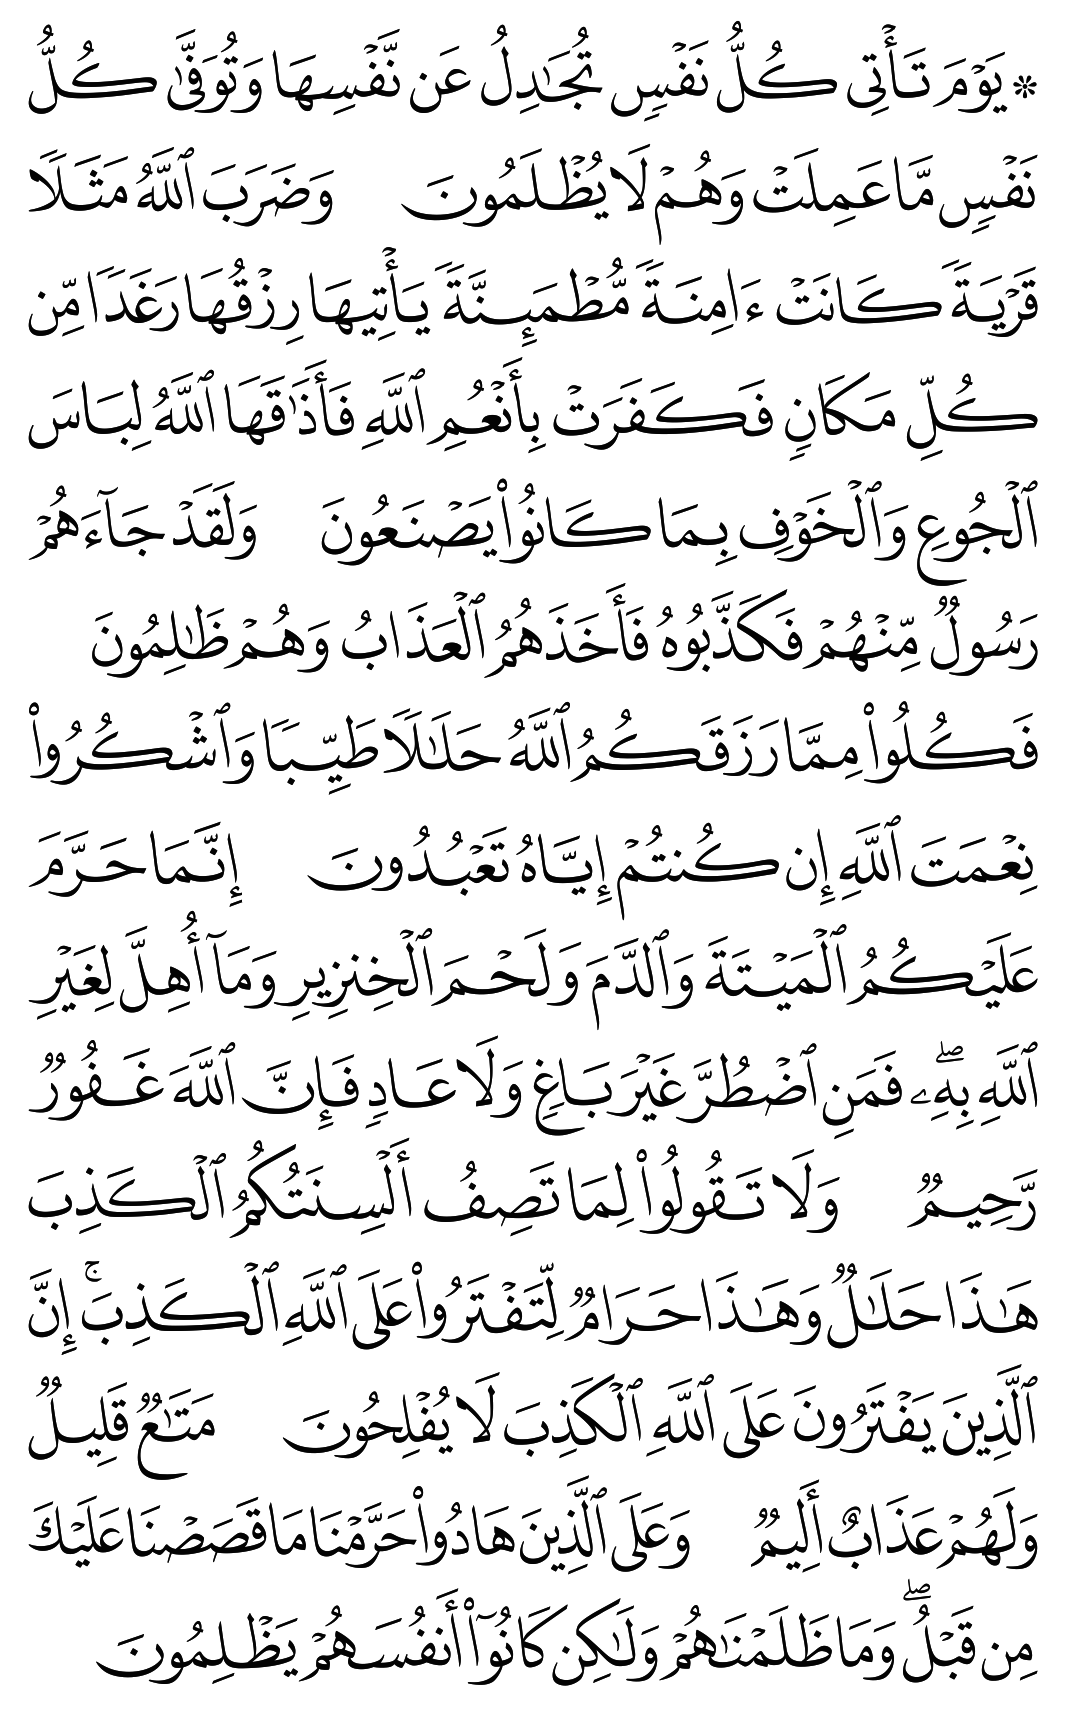 ۞ يَوْمَ تَأْتِى كُلُّ نَفْسٍ تُجَٰدِلُ عَن نَّفْسِهَا وَتُوَفَّىٰ كُلُّ
نَفْسٍ مَّا عَمِلَتْ وَهُمْ لَا يُظْلَمُونَ وَضَرَبَ ٱللَّهُ مَثَلًا
قَرْيَةً كَانَتْ ءَامِنَةً مُّطْمَئِنَّةً يَأْتِيهَا رِزْقُهَا رَغَدًا مِّن
كُلِّ مَكَانٍ فَكَفَرَتْ بِأَنْعُمِ ٱللَّهِ فَأَذَٰقَهَا ٱللَّهُ لِبَاسَ
ٱلْجُوعِ وَٱلْخَوْفِ بِمَا كَانُوا۟ يَصْنَعُونَ وَلَقَدْ جَآءَهُمْ
رَسُولٌ مِّنْهُمْ فَكَذَّبُوهُ فَأَخَذَهُمُ ٱلْعَذَابُ وَهُمْ ظَٰلِمُونَ
فَكُلُوا۟ مِمَّا رَزَقَكُمُ ٱللَّهُ حَلَٰلًا طَيِّبًا وَٱشْكُرُوا۟
نِعْمَتَ ٱللَّهِ إِن كُنتُمْ إِيَّاهُ تَعْبُدُونَ إِنَّمَا حَرَّمَ
عَلَيْكُمُ ٱلْمَيْتَةَ وَٱلدَّمَ وَلَحْمَ ٱلْخِنزِيرِ وَمَآ أُهِلَّ لِغَيْرِ
ٱللَّهِ بِهِۦۖ فَمَنِ ٱضْطُرَّ غَيْرَ بَاغٍ وَلَا عَادٍ فَإِنَّ ٱللَّهَ غَفُورٌ
رَّحِيمٌ وَلَا تَقُولُوا۟ لِمَا تَصِفُ أَلْسِنَتُكُمُ ٱلْكَذِبَ
هَٰذَا حَلَٰلٌ وَهَٰذَا حَرَامٌ لِّتَفْتَرُوا۟ عَلَى ٱللَّهِ ٱلْكَذِبَۚ إِنَّ
ٱلَّذِينَ يَفْتَرُونَ عَلَى ٱللَّهِ ٱلْكَذِبَ لَا يُفْلِحُونَ مَتَٰعٌ قَلِيلٌ
وَلَهُمْ عَذَابٌ أَلِيمٌ وَعَلَى ٱلَّذِينَ هَادُوا۟ حَرَّمْنَا مَا قَصَصْنَا عَلَيْكَ
مِن قَبْلُۖ وَمَا ظَلَمْنَٰهُمْ وَلَٰكِن كَانُوٓا۟ أَنفُسَهُمْ يَظْلِمُونَ